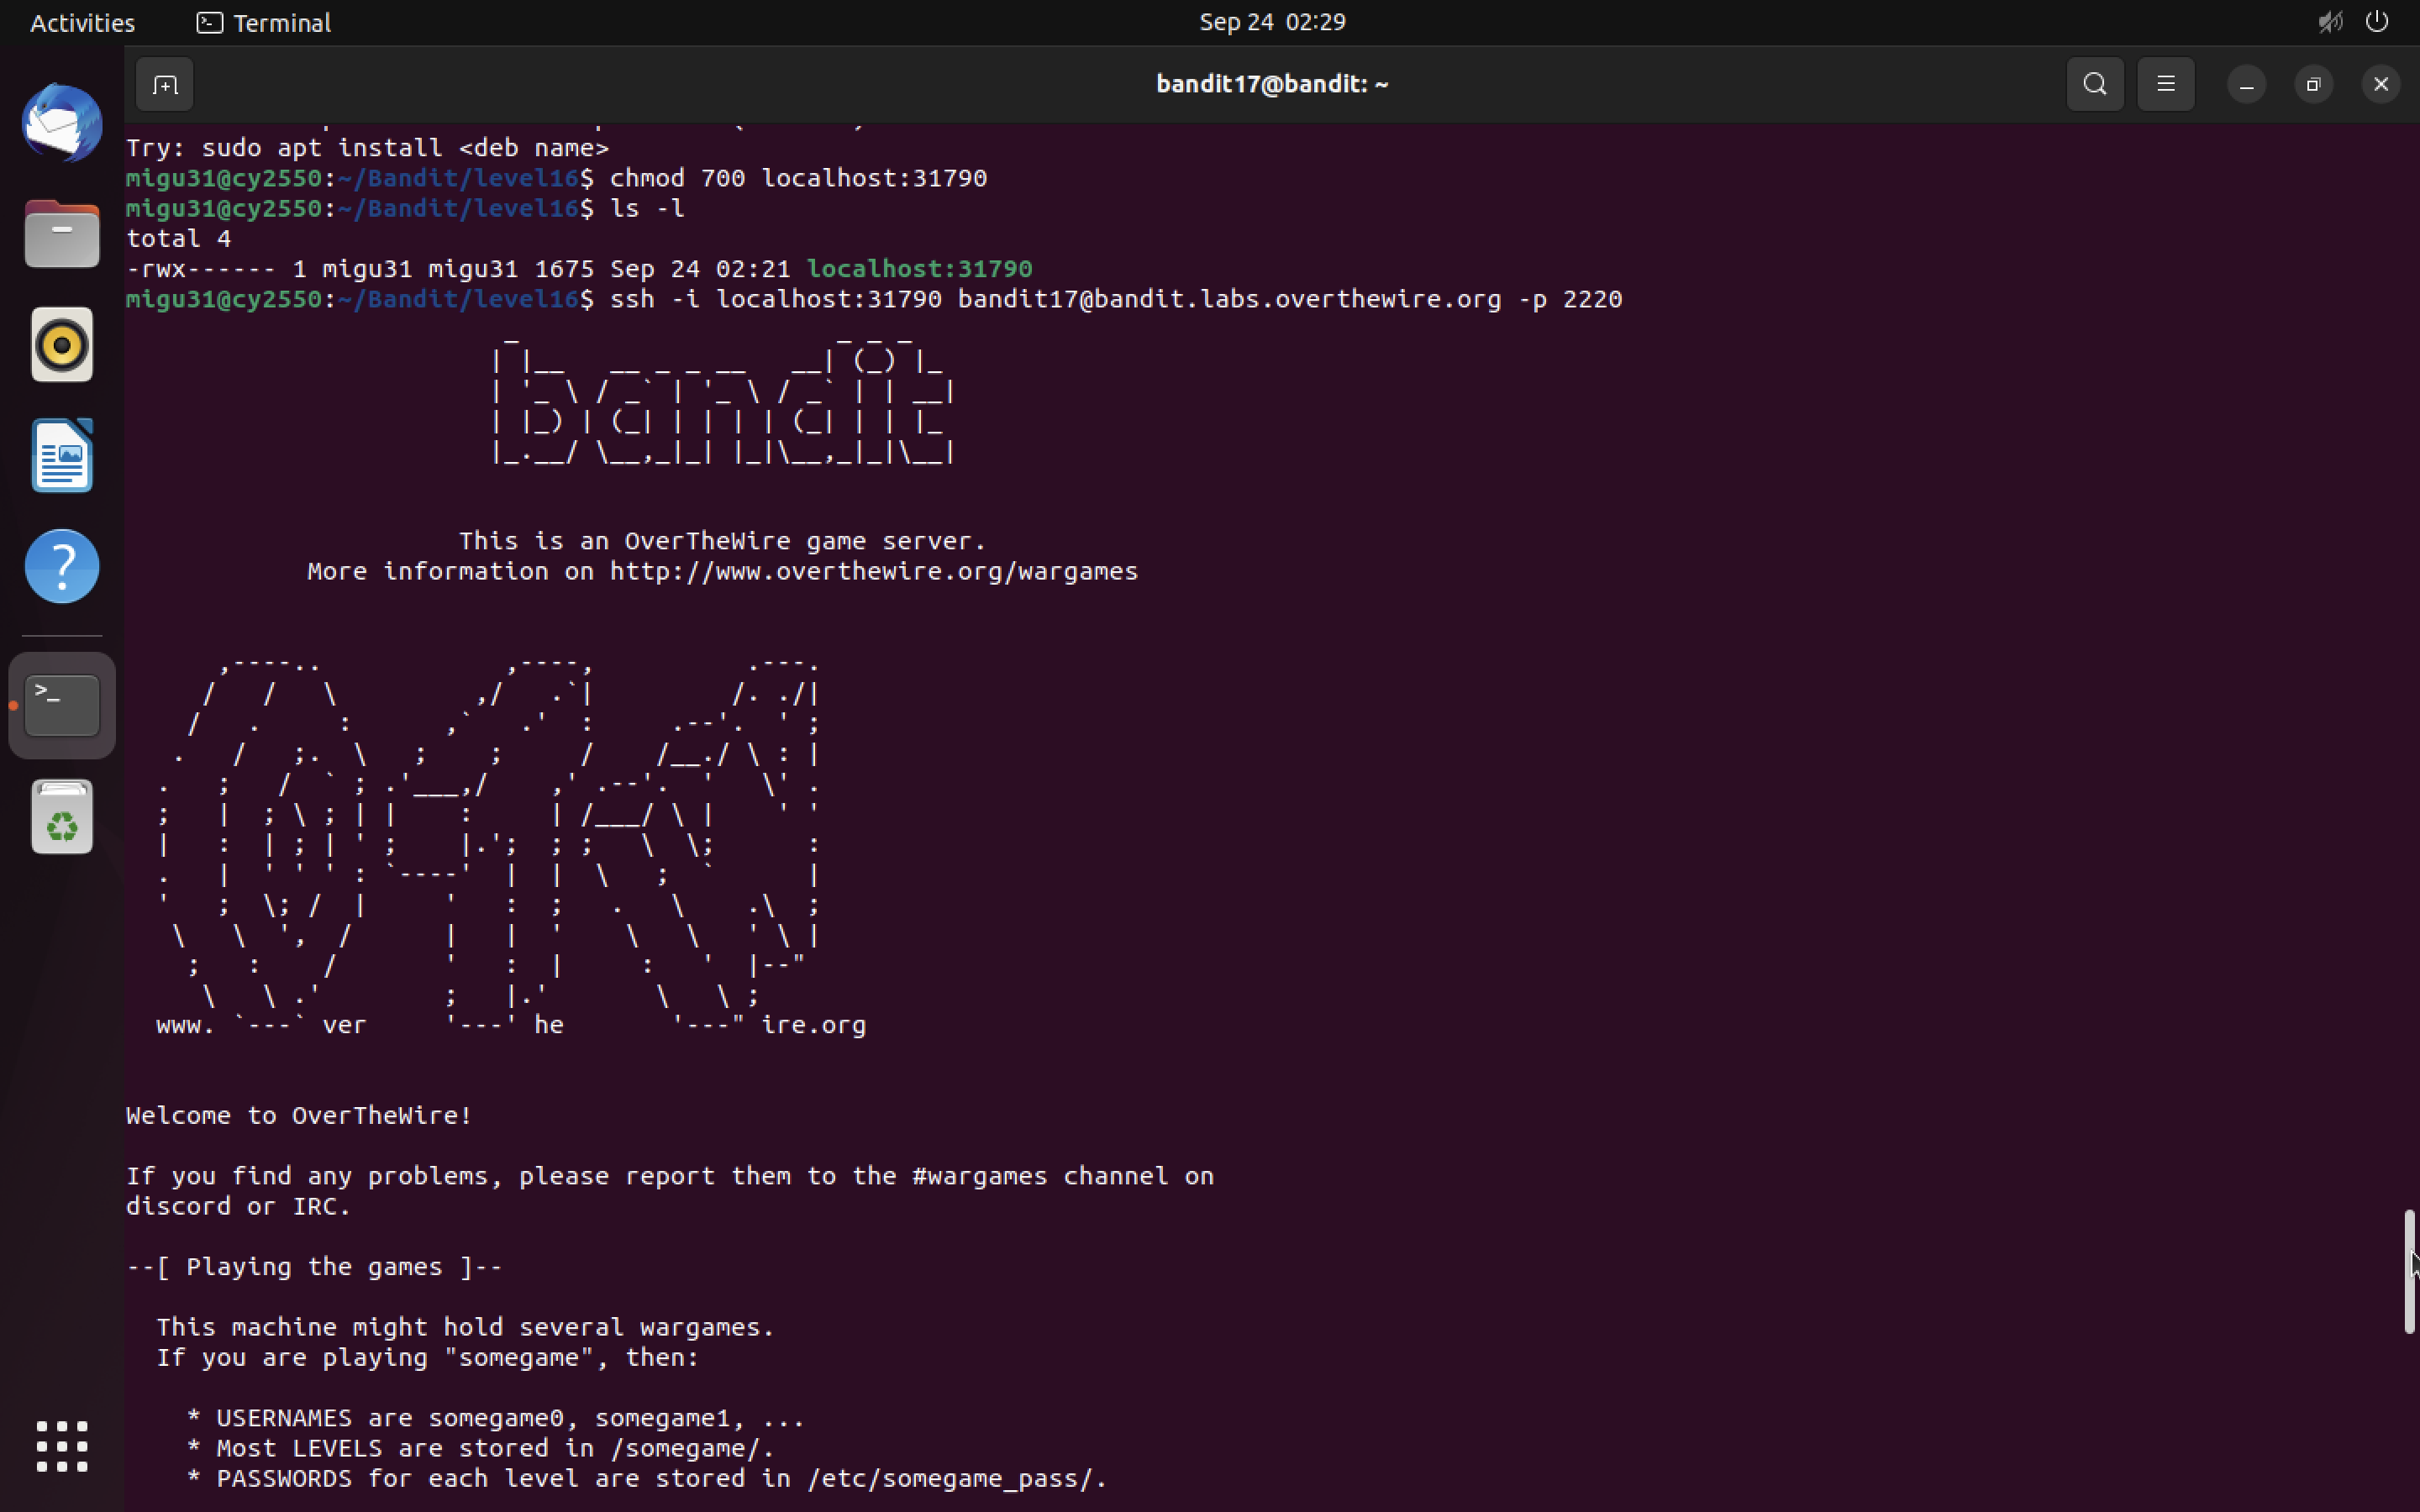 Activities Terminal Sep 24 02:29
bandit17@bandit: ~
Try: sudo apt install <deb name>
migu31@cy2550:~/Bandit/level16$ chmod 700 localhost:31790
migu31@cy2550:~/Bandit/level16$ ls -l
total 4
-rwx------ 1 migu31 migu31 1675 Sep 24 02:21 localhost:31790
migu31@cy2550:~/Bandit/level16$ ssh -i localhost:31790 bandit17@bandit.labs.overthewire.org -p 2220
bandit
This is an OverTheWire game server.
More information on http://www.overthewire.org/wargames
www. ver he ire.org
Welcome to OverTheWire!
If you find any problems, please report them to the #wargames channel on
discord or IRC.
--[ Playing the games ]--
This machine might hold several wargames.
If you are playing "somegame", then:
* USERNAMES are somegame0, somegame1, ...
* Most LEVELS are stored in /somegame/.
* PASSWORDS for each level are stored in /etc/somegame_pass/.